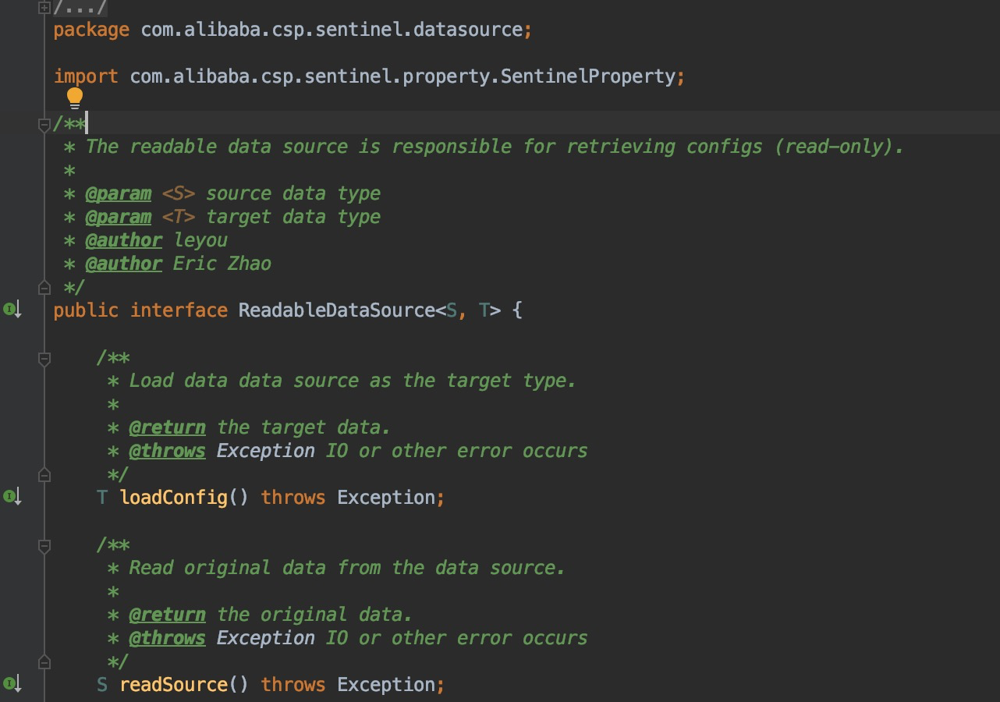 /.../
package com.alibaba.csp.sentinel.datasource;
import com.alibaba.csp.sentinel.property.SentinelProperty;
/**
* The readable data source is responsible for retrieving configs (read-only).
*
* @param <S> source data type
* @param <T> target data type
* @author leyou
* @author Eric Zhao
*/
public interface ReadableDataSource<S, T> {
/**
* Load data data source as the target type.
*
* @return the target data.
* @throws Exception IO or other error occurs
*/
T loadConfig() throws Exception;
/**
* Read original data from the data source.
*
* @return the original data.
* @throws Exception IO or other error occurs
*/
S readSource() throws Exception;